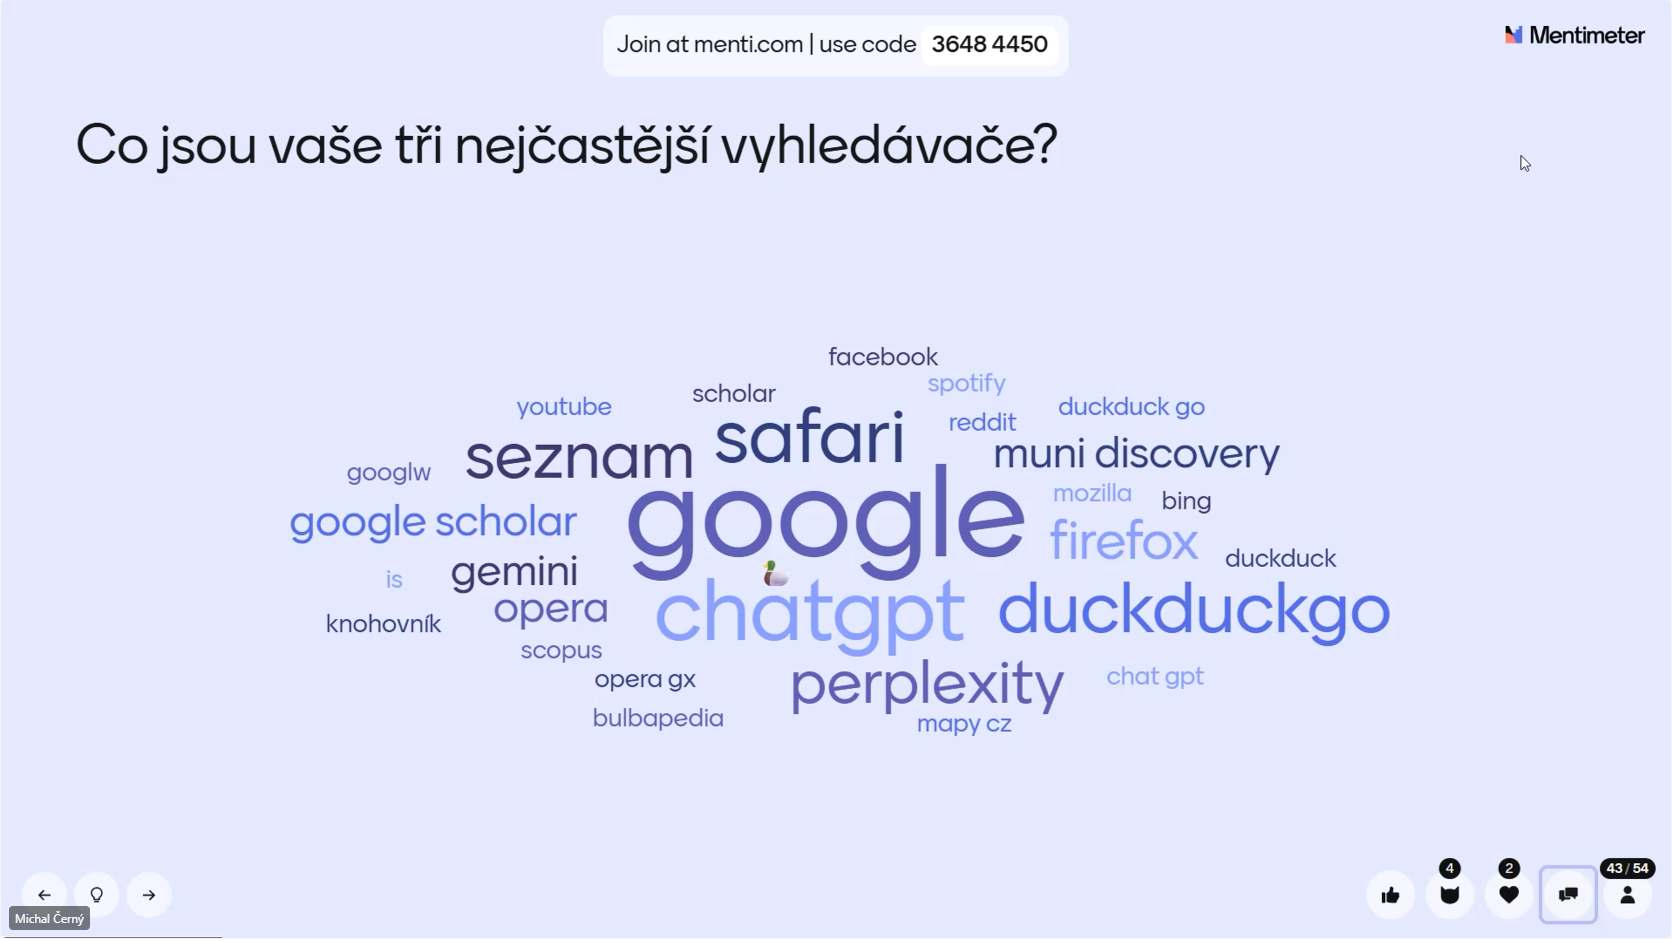 Join at menti.com | use code 3648 4450
Mentimeter
Co jsou vaše tři nejčastější vyhledávače?
facebook
spotify
scholar
youtube
duckduck go
reddit
safari
muni discovery
seznam
googlw
mozilla
bing
google
google scholar
firefox
duckduck
gemini
is
opera
chatgpt
duckduckgo
knohovník
scopus
opera gx
perplexity
chat gpt
bulbapedia
mapy cz
4
2
43 / 54
Michal Černý